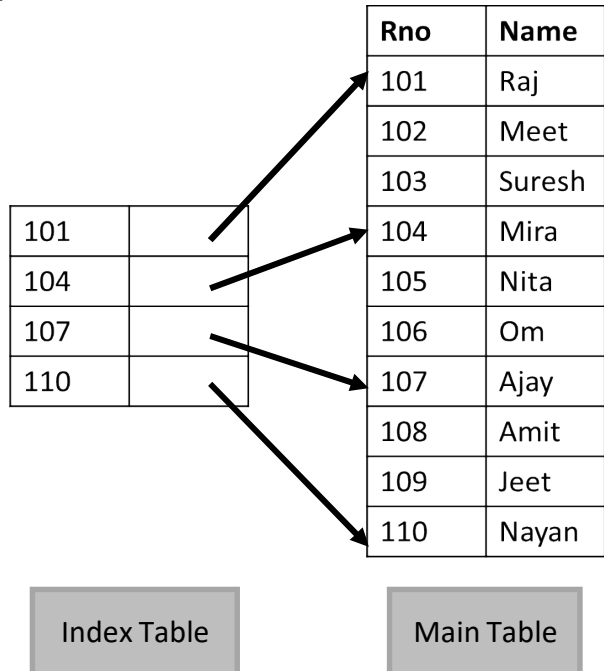 101
104
107
110
Rno Name
101 Raj
102 Meet
103 Suresh
104 Mira
105 Nita
106 Om
107 Ajay
108 Amit
109 Jeet
110 Nayan
Index Table
Main Table